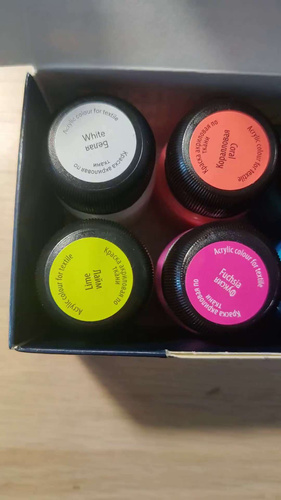 Acrylic colour for textile
White
Белая
Краска акриловая по
ткани
Acrylic colour for textile
Coral
Коралловая
Краска акриловая по
ткани
Acrylic colour for textile
Lime
Лайм
Краска акриловая по
ткани
Acrylic colour for textile
Fuchsia
Фуксия
Краска акриловая по
ткани